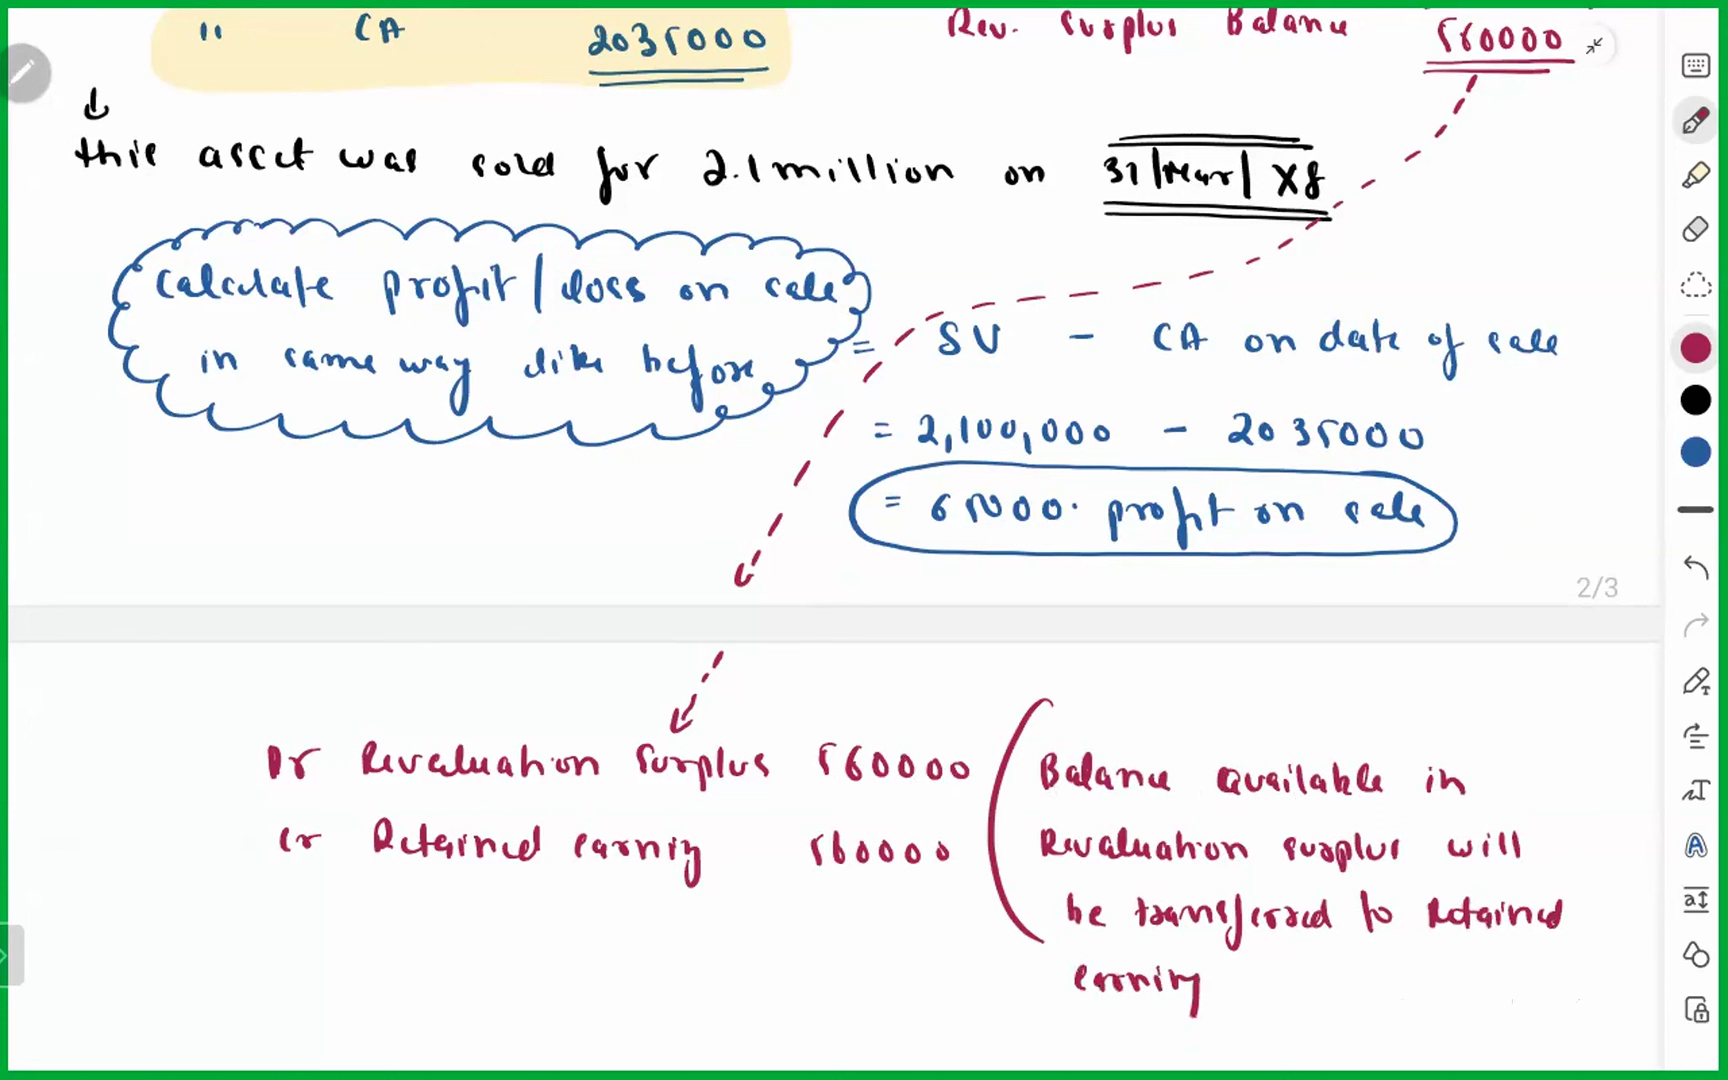 " CA 2035000
Rev. Surplus Balance 560000
this asset was sold for 2.1 million on 31/Mar/X8
Calculate profit/loss on sale
in same way like before
= SV - CA on date of sale
= 2,100,000 - 2035000
= 65000. profit on sale
2/3
Dr Revaluation Surplus 560000
Cr Retained earning 560000
Balance available in
Revaluation surplus will
be transferred to Retained
earning